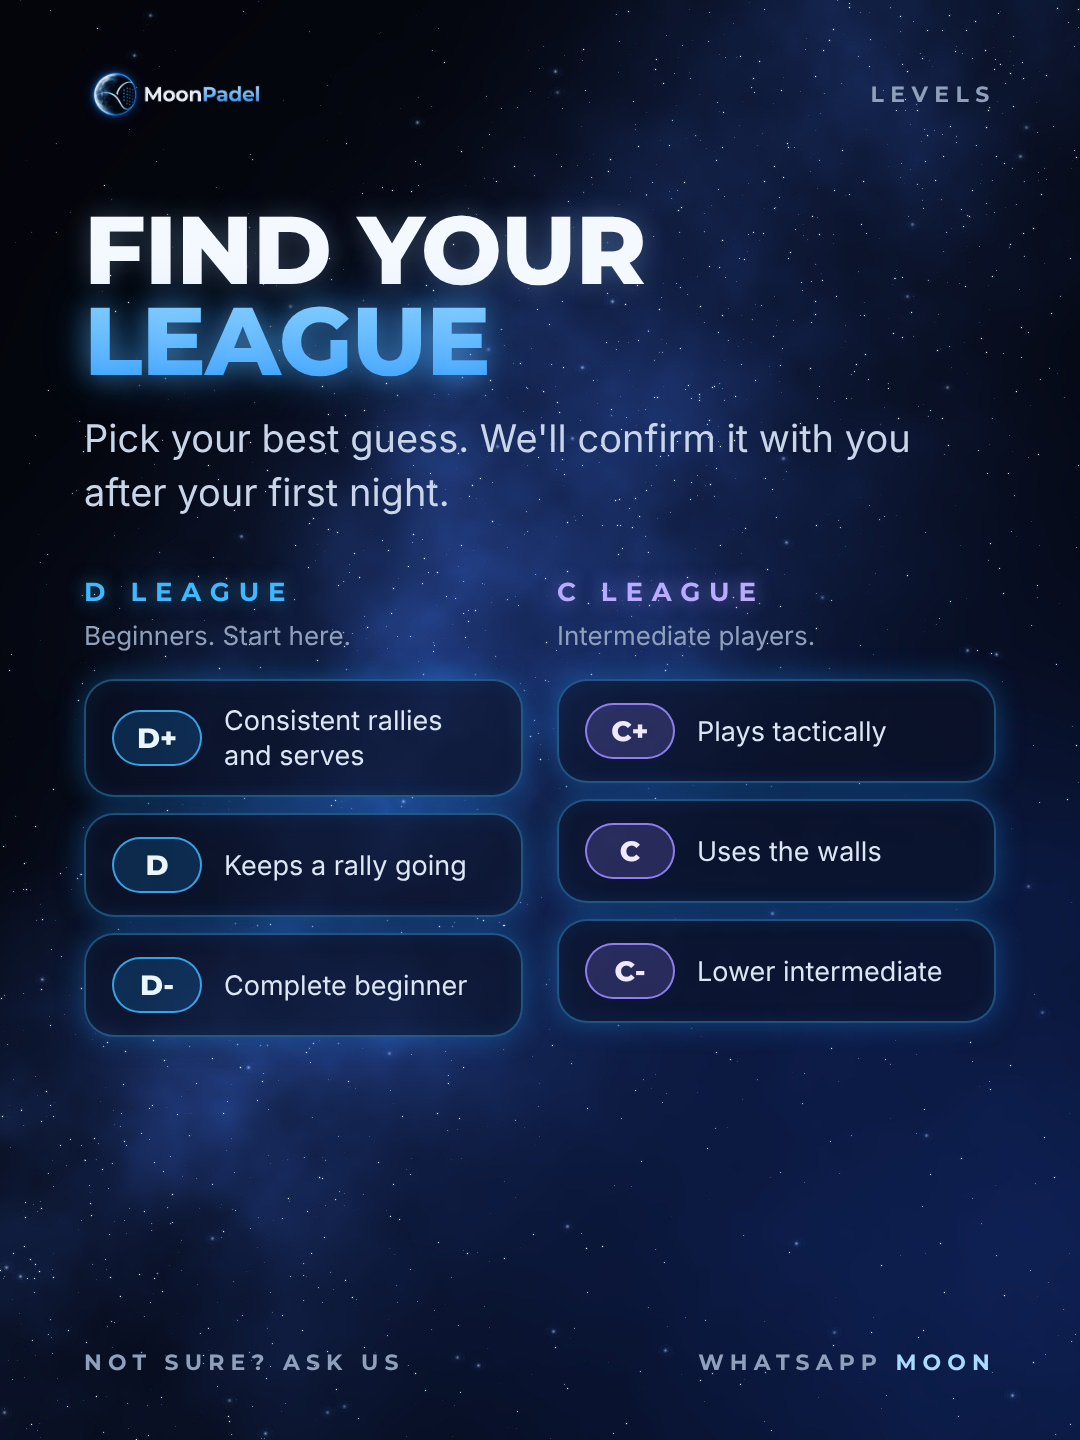 MoonPadel
LEVELS
FIND YOUR
LEAGUE
Pick your best guess. We'll confirm it with you
after your first night.
D LEAGUE
Beginners. Start here.
D+
Consistent rallies
and serves
D
Keeps a rally going
D-
Complete beginner
C LEAGUE
Intermediate players.
C+
Plays tactically
C
Uses the walls
C-
Lower intermediate
NOT SURE? ASK US
WHATSAPP MOON